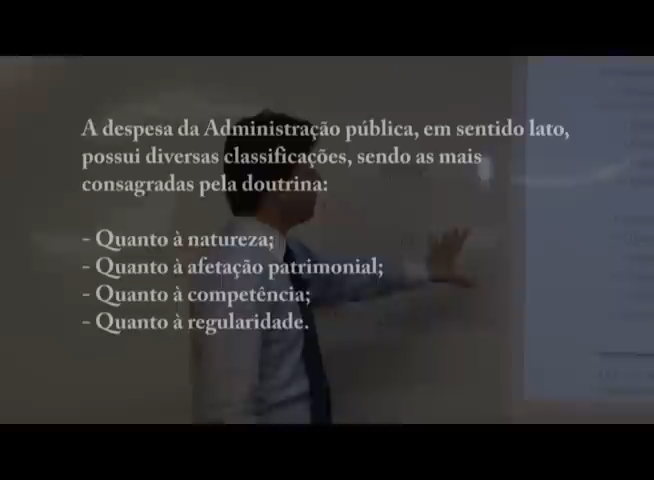 A despesa da Administração pública, em sentido lato,
possui diversas classificações, sendo as mais
consagradas pela doutrina:
- Quanto à natureza;
- Quanto à afetação patrimonial;
- Quanto à competência;
- Quanto à regularidade.